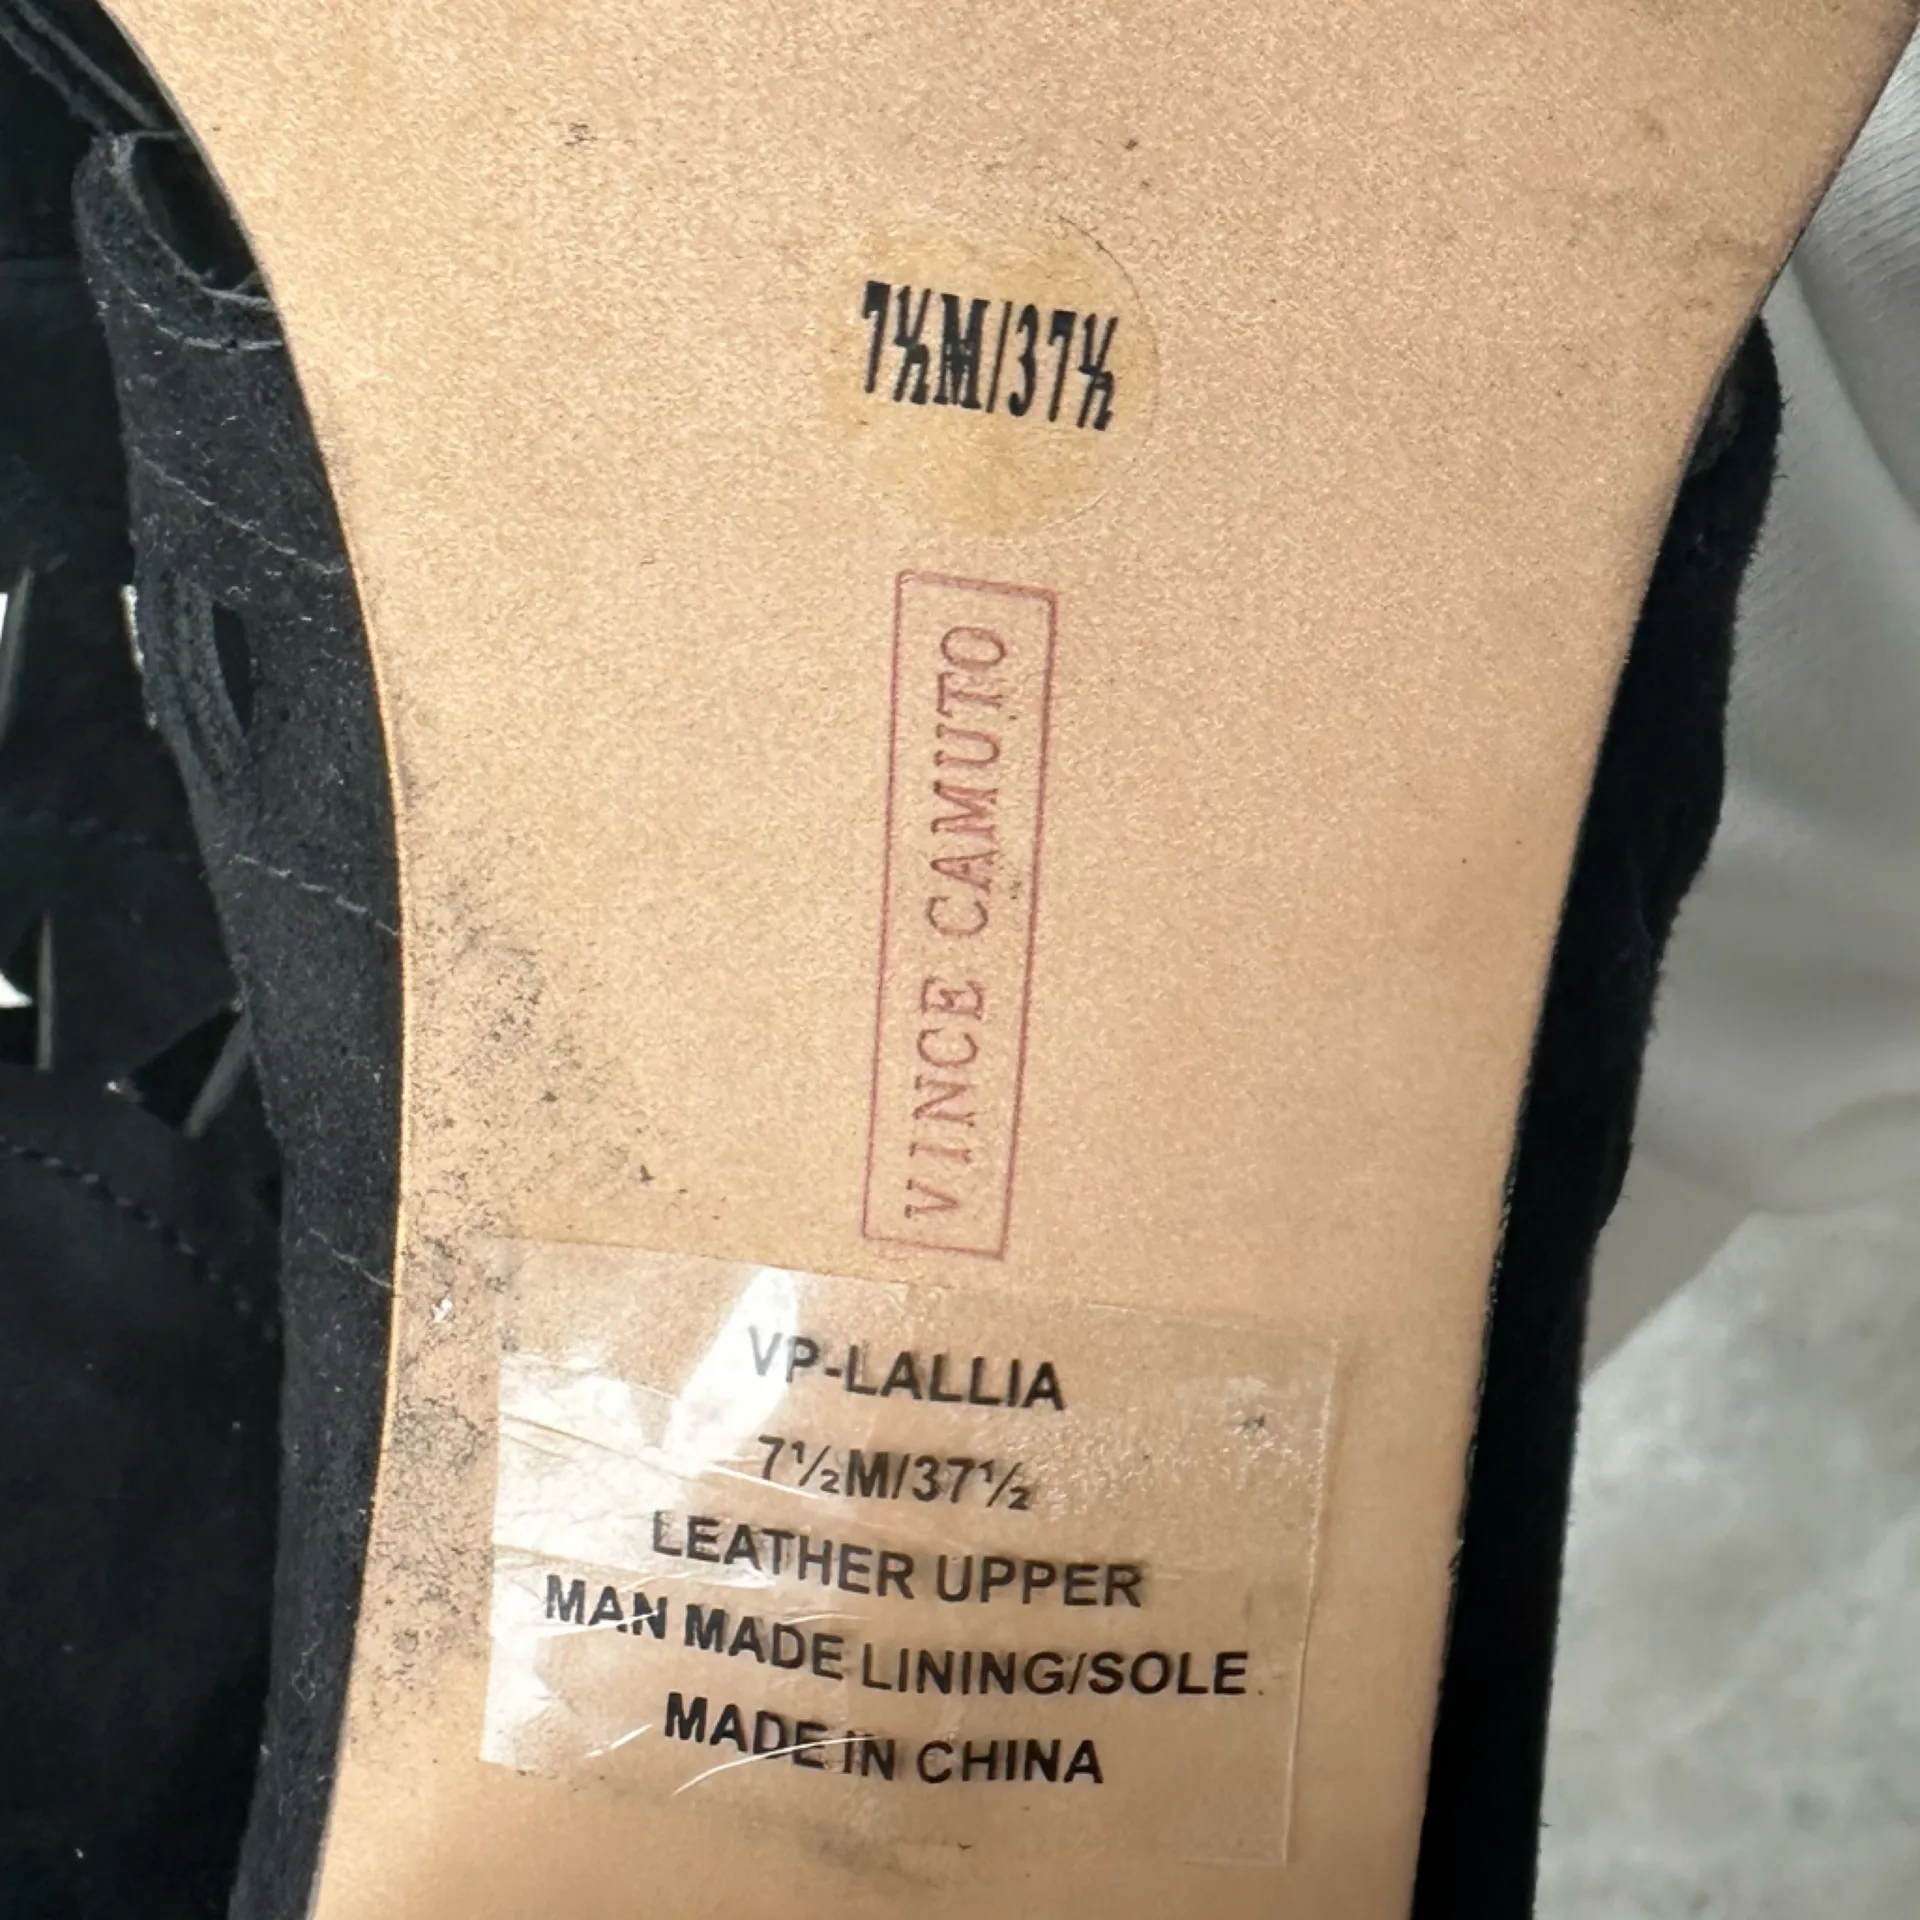 7½M/37½
VINCE CAMUTO
VP-LALLIA
7½M/37½
LEATHER UPPER
MAN MADE LINING/SOLE
MADE IN CHINA